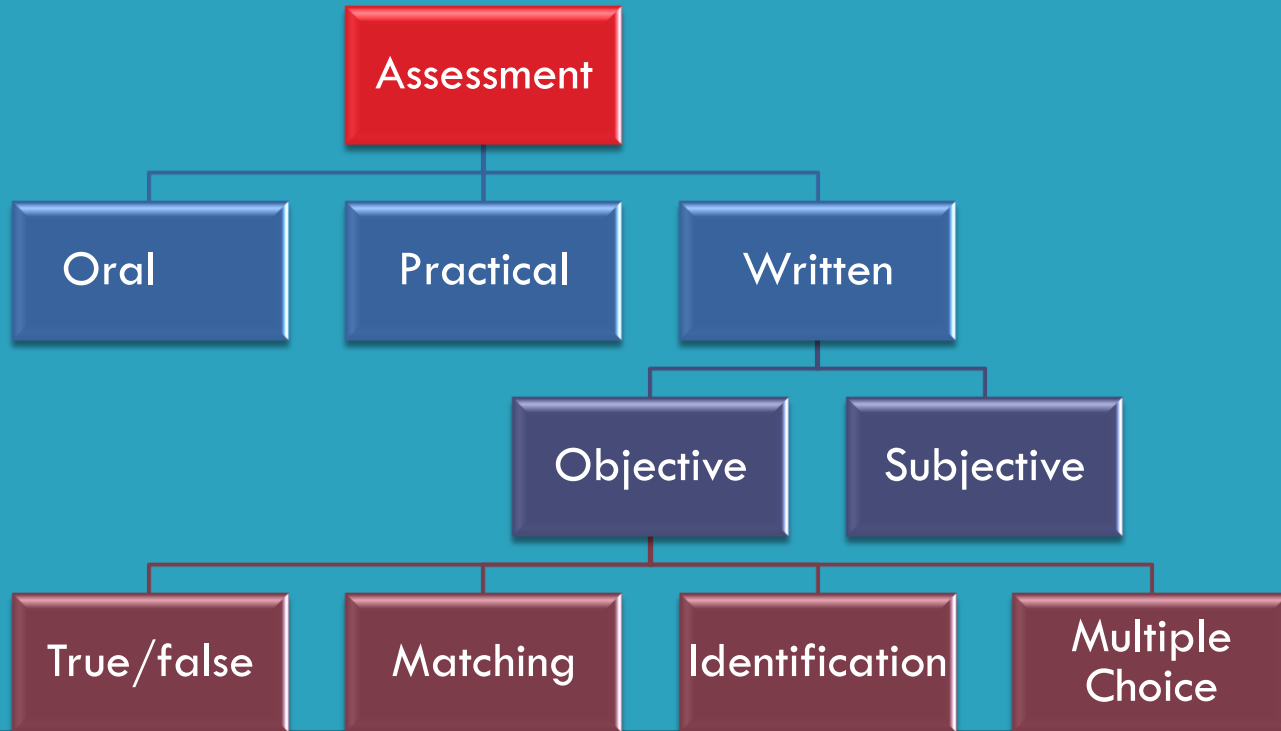 Assessment
Oral
Practical
Written
Objective
Subjective
True/false
Matching
Identification
Multiple
Choice